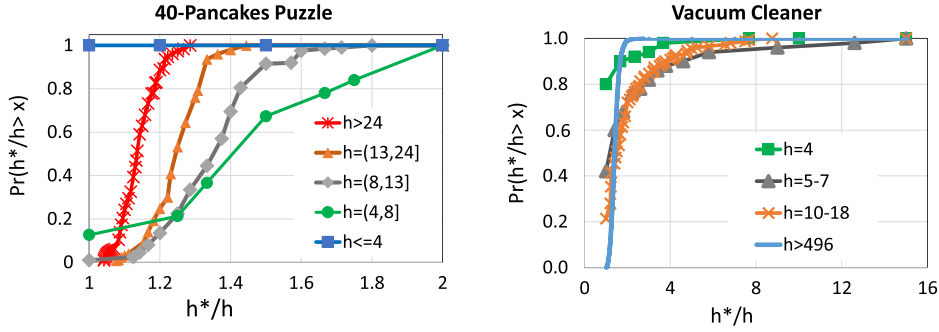 40-Pancakes Puzzle
Pr(h*/h> x)
1
0.8
0.6
0.4
0.2
0
1
1.2
1.4
1.6
1.8
2
h*/h
h>24
h=(13,24]
h=(8,13]
h=(4,8]
h<=4
Vacuum Cleaner
Pr(h*/h> x)
1.0
0.8
0.6
0.4
0.2
0.0
0
4
8
12
16
h*/h
h=4
h=5-7
h=10-18
h>496